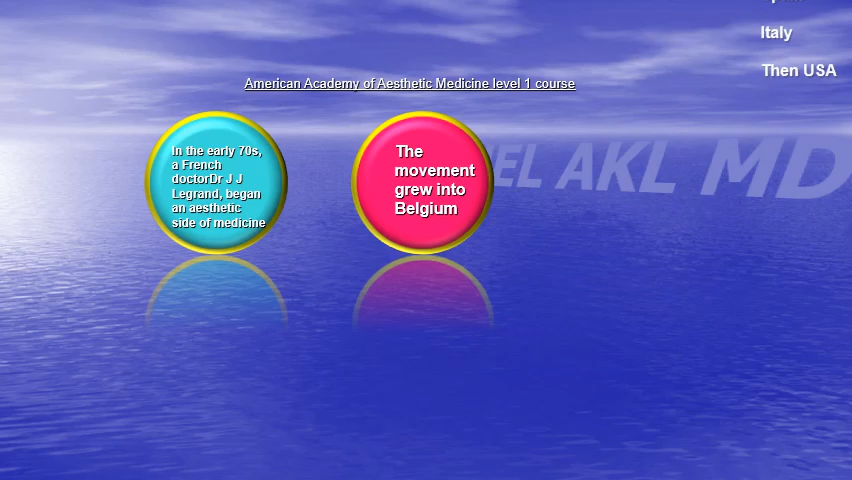 Italy
Then USA
American Academy of Aesthetic Medicine level 1 course
In the early 70s,
a French
doctorDr J J
Legrand, began
an aesthetic
side of medicine
The
movement
grew into
Belgium
AKL MD